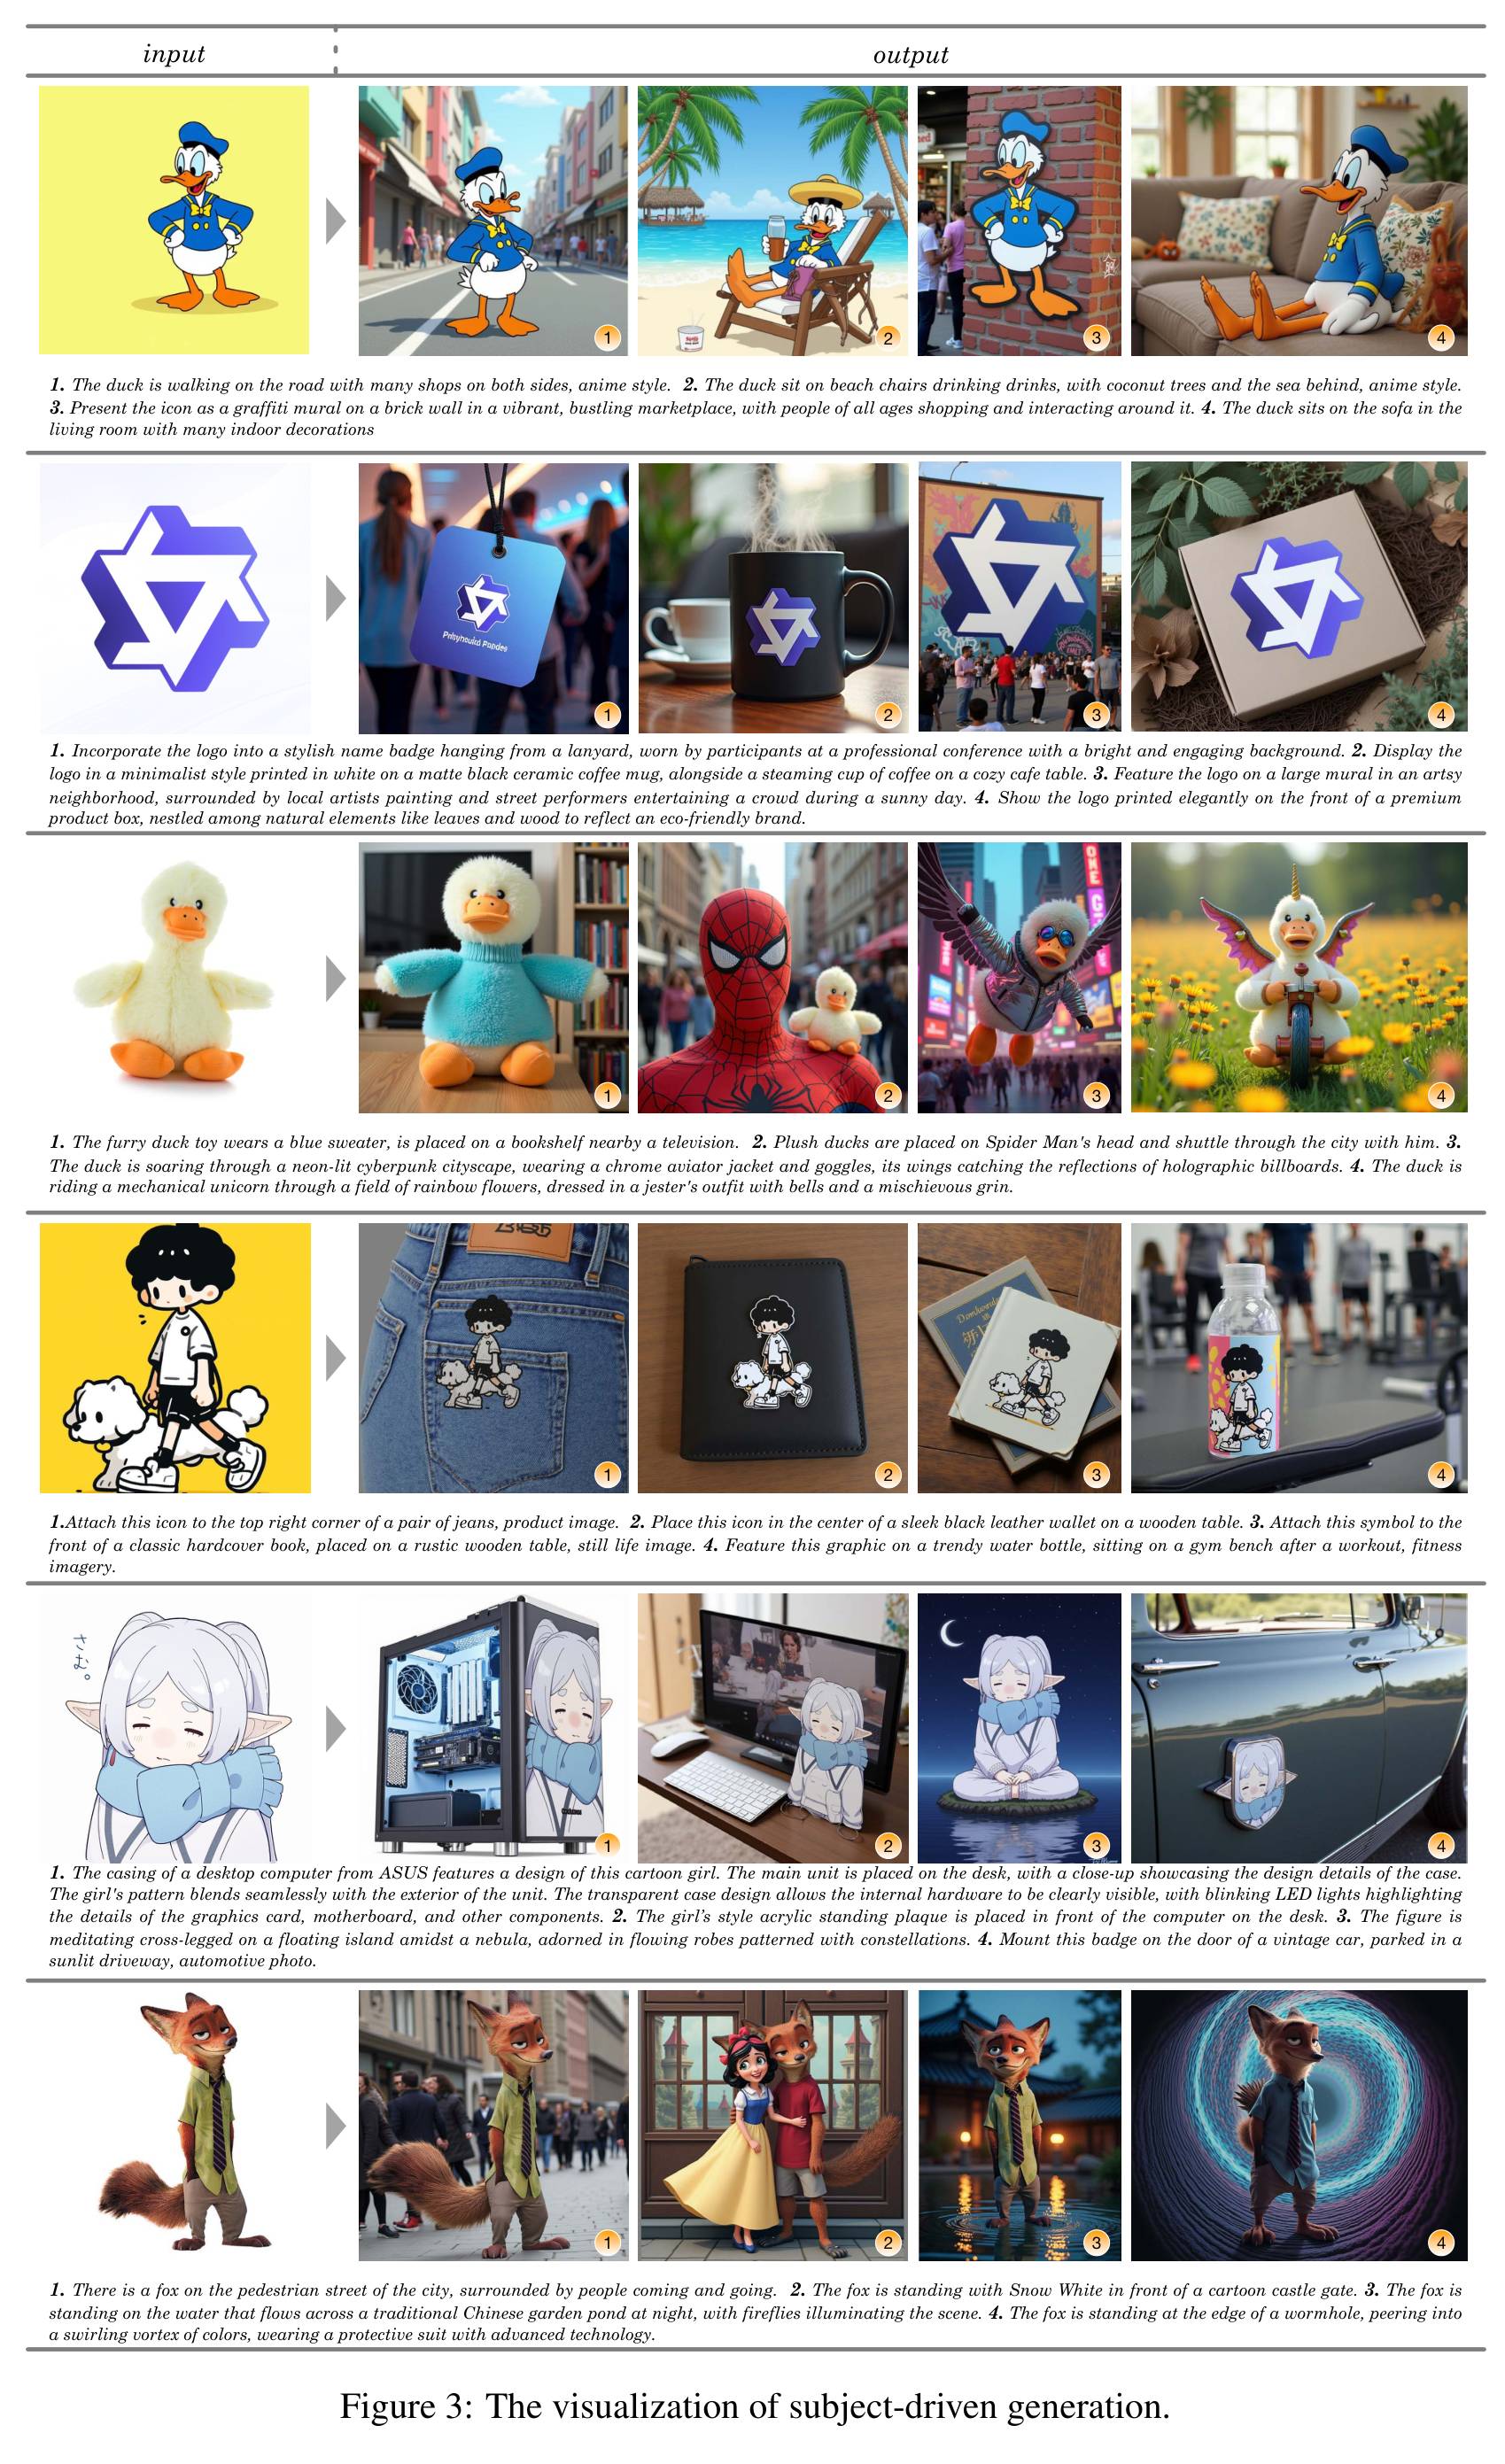 input output
1 2 3 4
1. The duck is walking on the road with many shops on both sides, anime style. 2. The duck sit on beach chairs drinking drinks, with coconut trees and the sea behind, anime style.
3. Present the icon as a graffiti mural on a brick wall in a vibrant, bustling marketplace, with people of all ages shopping and interacting around it. 4. The duck sits on the sofa in the
living room with many indoor decorations
1 2 3 4
1. Incorporate the logo into a stylish name badge hanging from a lanyard, worn by participants at a professional conference with a bright and engaging background. 2. Display the
logo in a minimalist style printed in white on a matte black ceramic coffee mug, alongside a steaming cup of coffee on a cozy cafe table. 3. Feature the logo on a large mural in an artsy
neighborhood, surrounded by local artists painting and street performers entertaining a crowd during a sunny day. 4. Show the logo printed elegantly on the front of a premium
product box, nestled among natural elements like leaves and wood to reflect an eco-friendly brand.
ONE
1 2 3 4
1. The furry duck toy wears a blue sweater, is placed on a bookshelf nearby a television. 2. Plush ducks are placed on Spider Man's head and shuttle through the city with him. 3.
The duck is soaring through a neon-lit cyberpunk cityscape, wearing a chrome aviator jacket and goggles, its wings catching the reflections of holographic billboards. 4. The duck is
riding a mechanical unicorn through a field of rainbow flowers, dressed in a jester's outfit with bells and a mischievous grin.
1 2 3 4
1.Attach this icon to the top right corner of a pair of jeans, product image. 2. Place this icon in the center of a sleek black leather wallet on a wooden table. 3. Attach this symbol to the
front of a classic hardcover book, placed on a rustic wooden table, still life image. 4. Feature this graphic on a trendy water bottle, sitting on a gym bench after a workout, fitness
imagery.
さむ。
1 2 3 4
1. The casing of a desktop computer from ASUS features a design of this cartoon girl. The main unit is placed on the desk, with a close-up showcasing the design details of the case.
The girl's pattern blends seamlessly with the exterior of the unit. The transparent case design allows the internal hardware to be clearly visible, with blinking LED lights highlighting
the details of the graphics card, motherboard, and other components. 2. The girl's style acrylic standing plaque is placed in front of the computer on the desk. 3. The figure is
meditating cross-legged on a floating island amidst a nebula, adorned in flowing robes patterned with constellations. 4. Mount this badge on the door of a vintage car, parked in a
sunlit driveway, automotive photo.
1 2 3 4
1. There is a fox on the pedestrian street of the city, surrounded by people coming and going. 2. The fox is standing with Snow White in front of a cartoon castle gate. 3. The fox is
standing on the water that flows across a traditional Chinese garden pond at night, with fireflies illuminating the scene. 4. The fox is standing at the edge of a wormhole, peering into
a swirling vortex of colors, wearing a protective suit with advanced technology.
Figure 3: The visualization of subject-driven generation.